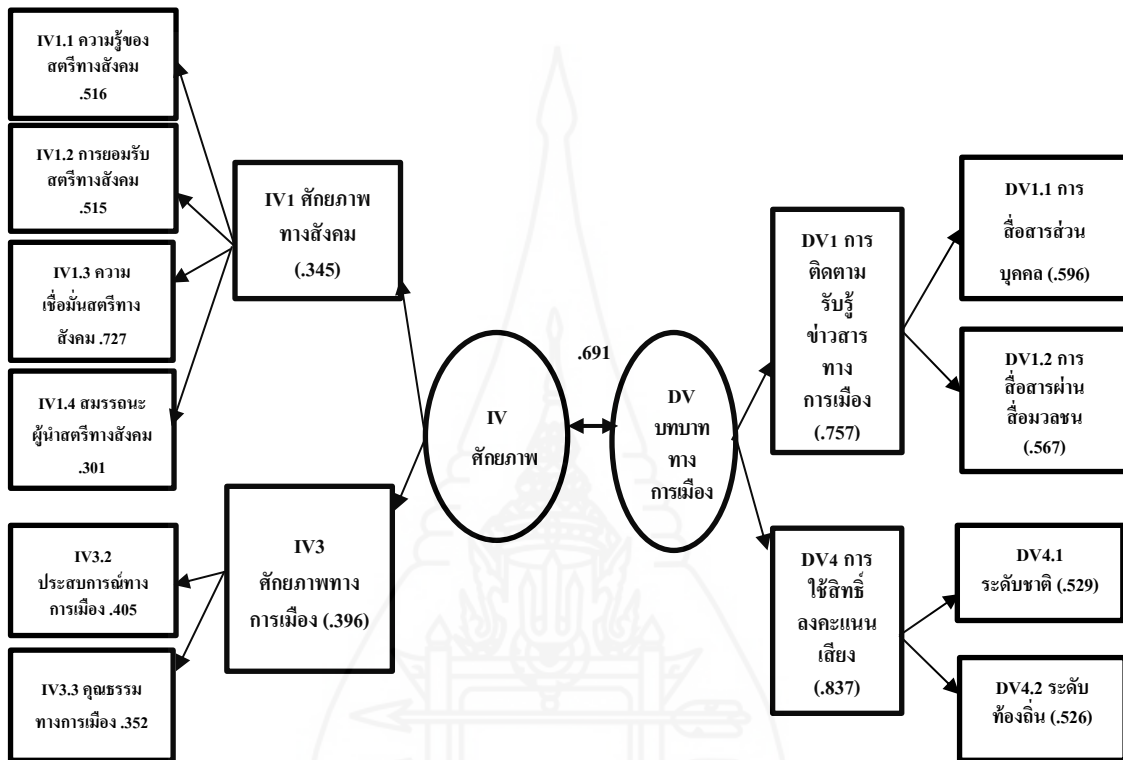 IV1.1 ความรู้ของ
สตรีทางสังคม
.516
IV1.2 การยอมรับ
สตรีทางสังคม
.515
IV1.3 ความ
เชื่อมั่นสตรีทาง
สังคม .727
IV1.4 สมรรถนะ
ผู้นำสตรีทางสังคม
.301
IV3.2
ประสบการณ์ทาง
การเมือง .405
IV3.3 คุณธรรม
ทางการเมือง .352
IV1 ศักยภาพ
ทางสังคม
(.345)
IV3
ศักยภาพทาง
การเมือง (.396)
IV
ศักยภาพ
.691
DV
บทบาท
ทาง
การเมือง
DV1 การ
ติดตาม
รับรู้
ข่าวสาร
ทาง
การเมือง
(.757)
DV4 การ
ใช้สิทธิ์
ลงคะแนน
เสียง
(.837)
DV1.1 การ
สื่อสารส่วน
บุคคล (.596)
DV1.2 การ
สื่อสารผ่าน
สื่อมวลชน
(.567)
DV4.1
ระดับชาติ (.529)
DV4.2 ระดับ
ท้องถิ่น (.526)